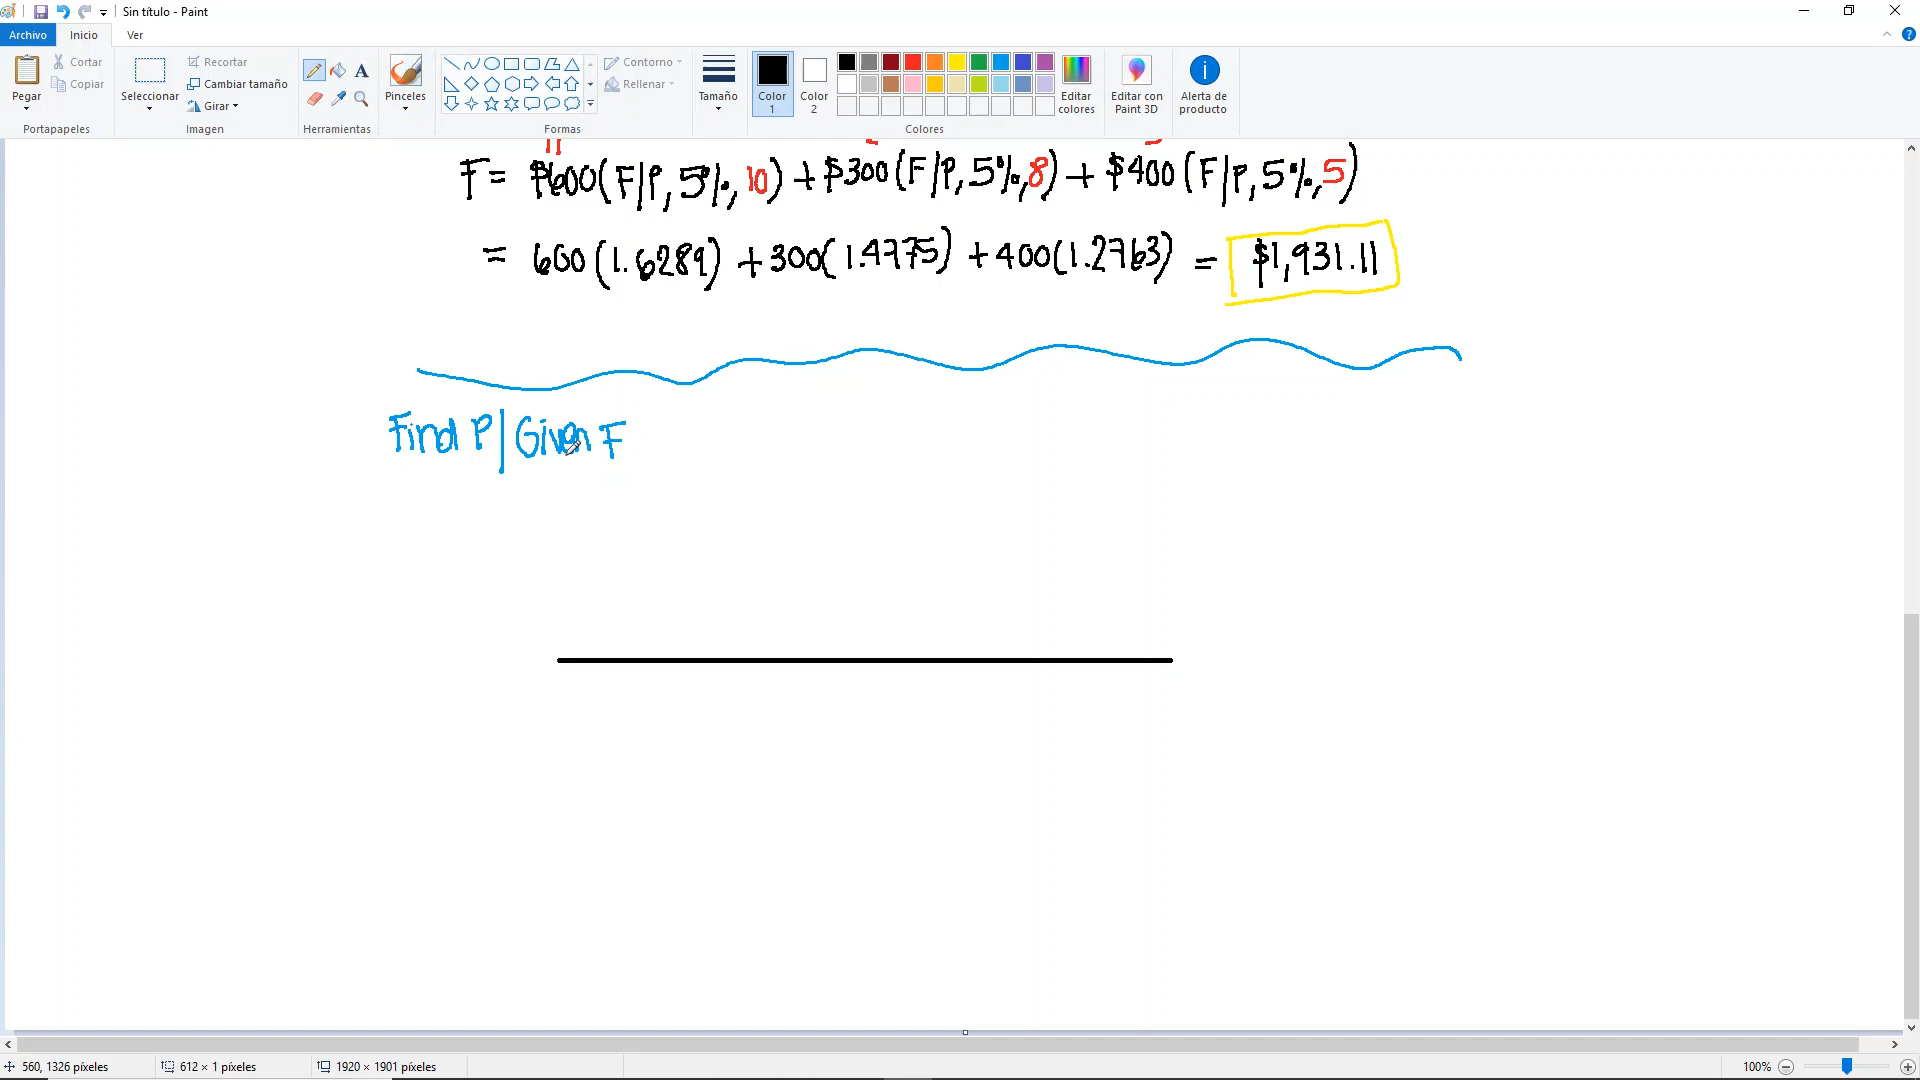 Sin título - Paint
Archivo Inicio Ver
Pegar
Cortar
Copiar
Portapapeles
Seleccionar
Recortar
Cambiar tamaño
Girar
Imagen
A
Herramientas
Pinceles
Contorno
Rellenar
Formas
Tamaño
Color 1
Color 2
Editar colores
Colores
Editar con Paint 3D
Alerta de producto
F = $600(F|P, 5%, 10) + $300(F|P, 5%, 8) + $400(F|P, 5%, 5)
= 600(1.6289) + 300(1.4775) + 400(1.2763) = $1,931.11
Find P | Given F
560, 1326 píxeles 612 × 1 píxeles 1920 × 1901 píxeles 100%